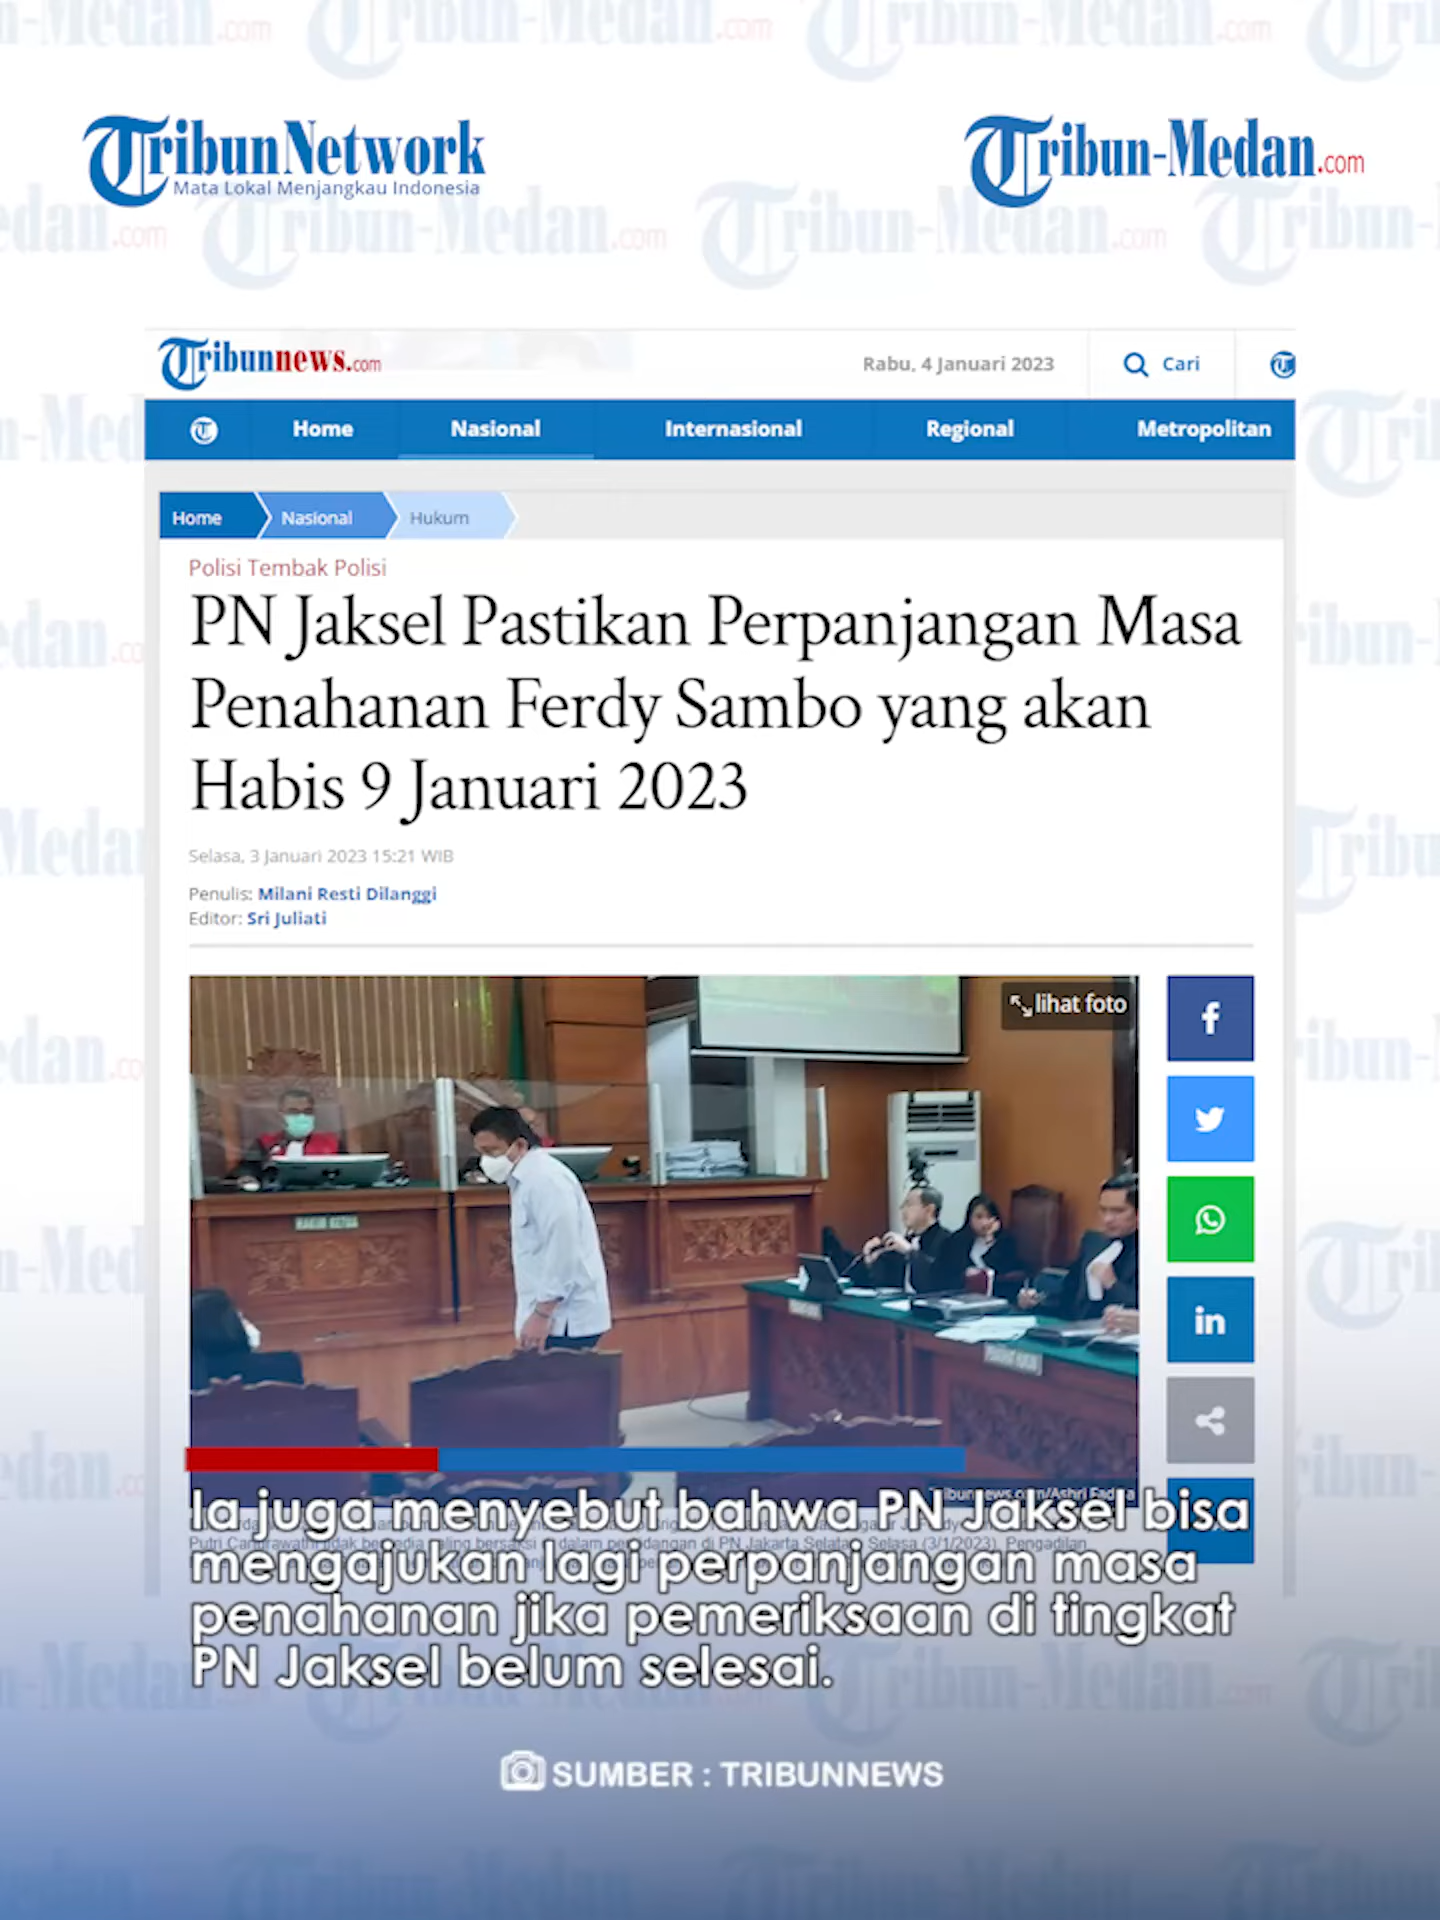 Tribun Network
Mata Lokal Menjangkau Indonesia
Tribun-Medan.com
Tribunnews.com
Rabu, 4 Januari 2023
Cari
Home
Nasional
Internasional
Regional
Metropolitan
Home
Nasional
Hukum
Polisi Tembak Polisi
PN Jaksel Pastikan Perpanjangan Masa
Penahanan Ferdy Sambo yang akan
Habis 9 Januari 2023
Selasa, 3 Januari 2023 15:21 WIB
Penulis: Milani Resti Dilanggi
Editor: Sri Juliati
lihat foto
HAKIM KETUA
Ia juga menyebut bahwa PN Jaksel bisa
mengajukan lagi perpanjangan masa
penahanan jika pemeriksaan di tingkat
PN Jaksel belum selesai.
SUMBER : TRIBUNNEWS